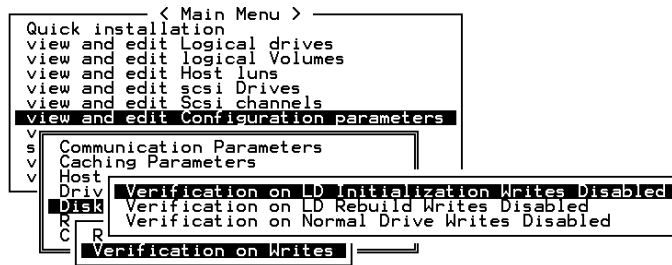 < Main Menu >
Quick installation
view and edit Logical drives
view and edit logical Volumes
view and edit Host luns
view and edit scsi Drives
view and edit Scsi channels
view and edit Configuration parameters
v
s Communication Parameters
v Caching Parameters
v Host
Driv Verification on LD Initialization Writes Disabled
Disk Verification on LD Rebuild Writes Disabled
R Verification on Normal Drive Writes Disabled
C R
Verification on Writes